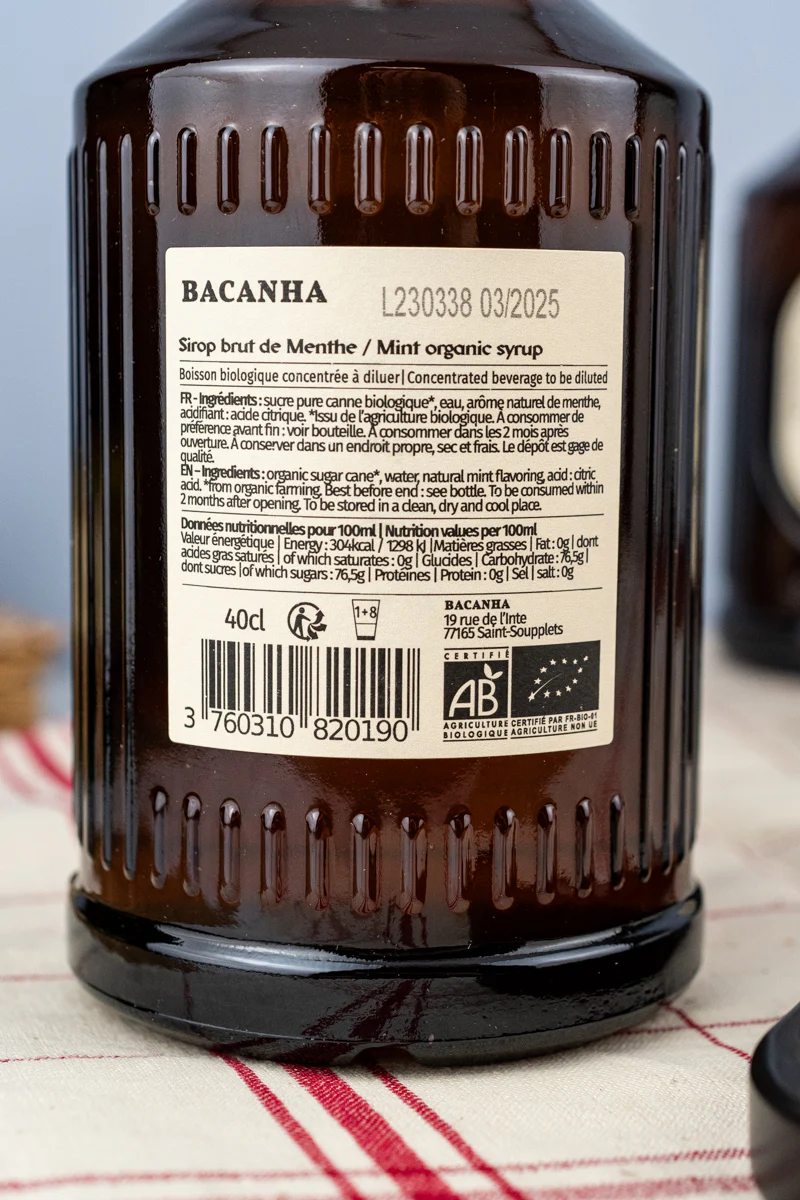 BACANHA
L230338 03/2025
Sirop brut de Menthe / Mint organic syrup
Boisson biologique concentrée à diluer | Concentrated beverage to be diluted
FR - Ingrédients : sucre pure canne biologique*, eau, arôme naturel de menthe,
acidifiant : acide citrique. *Issu de l'agriculture biologique. À consommer de
préférence avant fin : voir bouteille. À consommer dans les 2 mois après
ouverture. À conserver dans un endroit propre, sec et frais. Le dépôt est gage de
qualité.
EN - Ingredients : organic sugar cane*, water, natural mint flavoring, acid : citric
acid. *from organic farming. Best before end : see bottle. To be consumed within
2 months after opening. To be stored in a clean, dry and cool place.
Données nutritionnelles pour 100ml | Nutrition values per 100ml
Valeur énergétique | Energy : 304kcal / 1298 kJ | Matières grasses | Fat : 0g | dont
acides gras saturés | of which saturates : 0g | Glucides | Carbohydrate : 76,5g |
dont sucres | of which sugars : 76,5g | Protéines | Protein : 0g | Sel | salt : 0g
40cl
1+8
BACANHA
19 rue de l'Inte
77165 Saint-Soupplets
3 760310 820190
CERTIFIÉ
AB
AGRICULTURE
BIOLOGIQUE
CERTIFIÉ PAR FR-BIO-01
AGRICULTURE NON UE